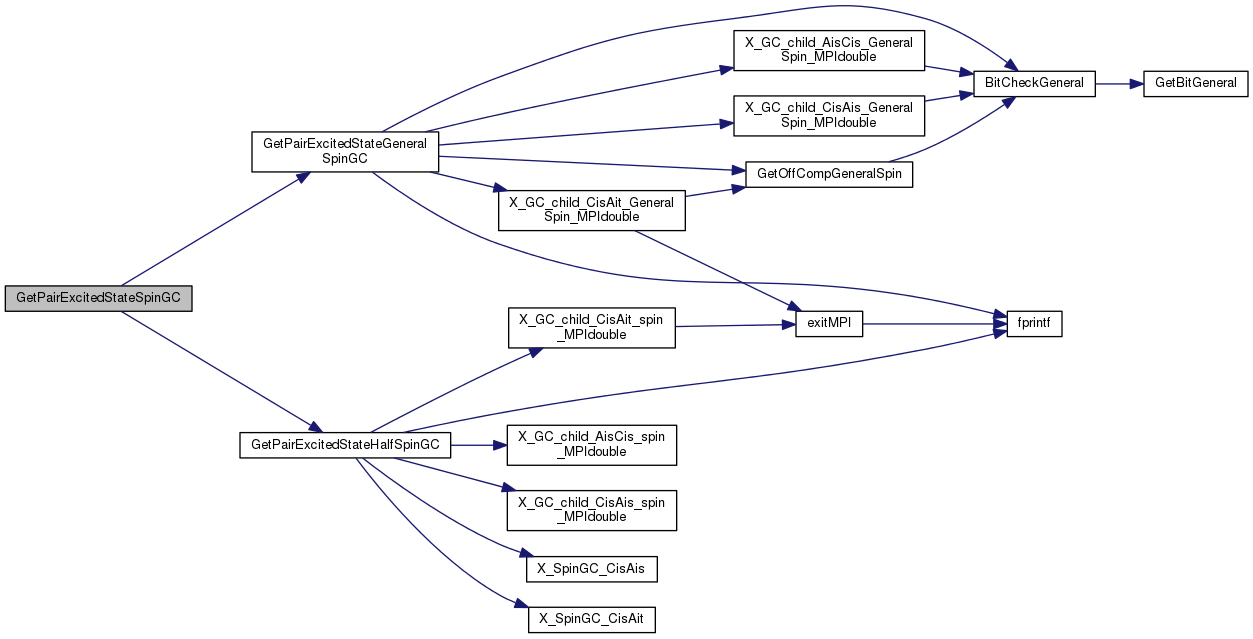 X_GC_child_AisCis_General
Spin_MPIdouble
BitCheckGeneral
GetBitGeneral
X_GC_child_CisAis_General
Spin_MPIdouble
GetPairExcitedStateGeneral
SpinGC
GetOffCompGeneralSpin
X_GC_child_CisAit_General
Spin_MPIdouble
GetPairExcitedStateSpinGC
X_GC_child_CisAit_spin
_MPIdouble
exitMPI
fprintf
GetPairExcitedStateHalfSpinGC
X_GC_child_AisCis_spin
_MPIdouble
X_GC_child_CisAis_spin
_MPIdouble
X_SpinGC_CisAis
X_SpinGC_CisAit